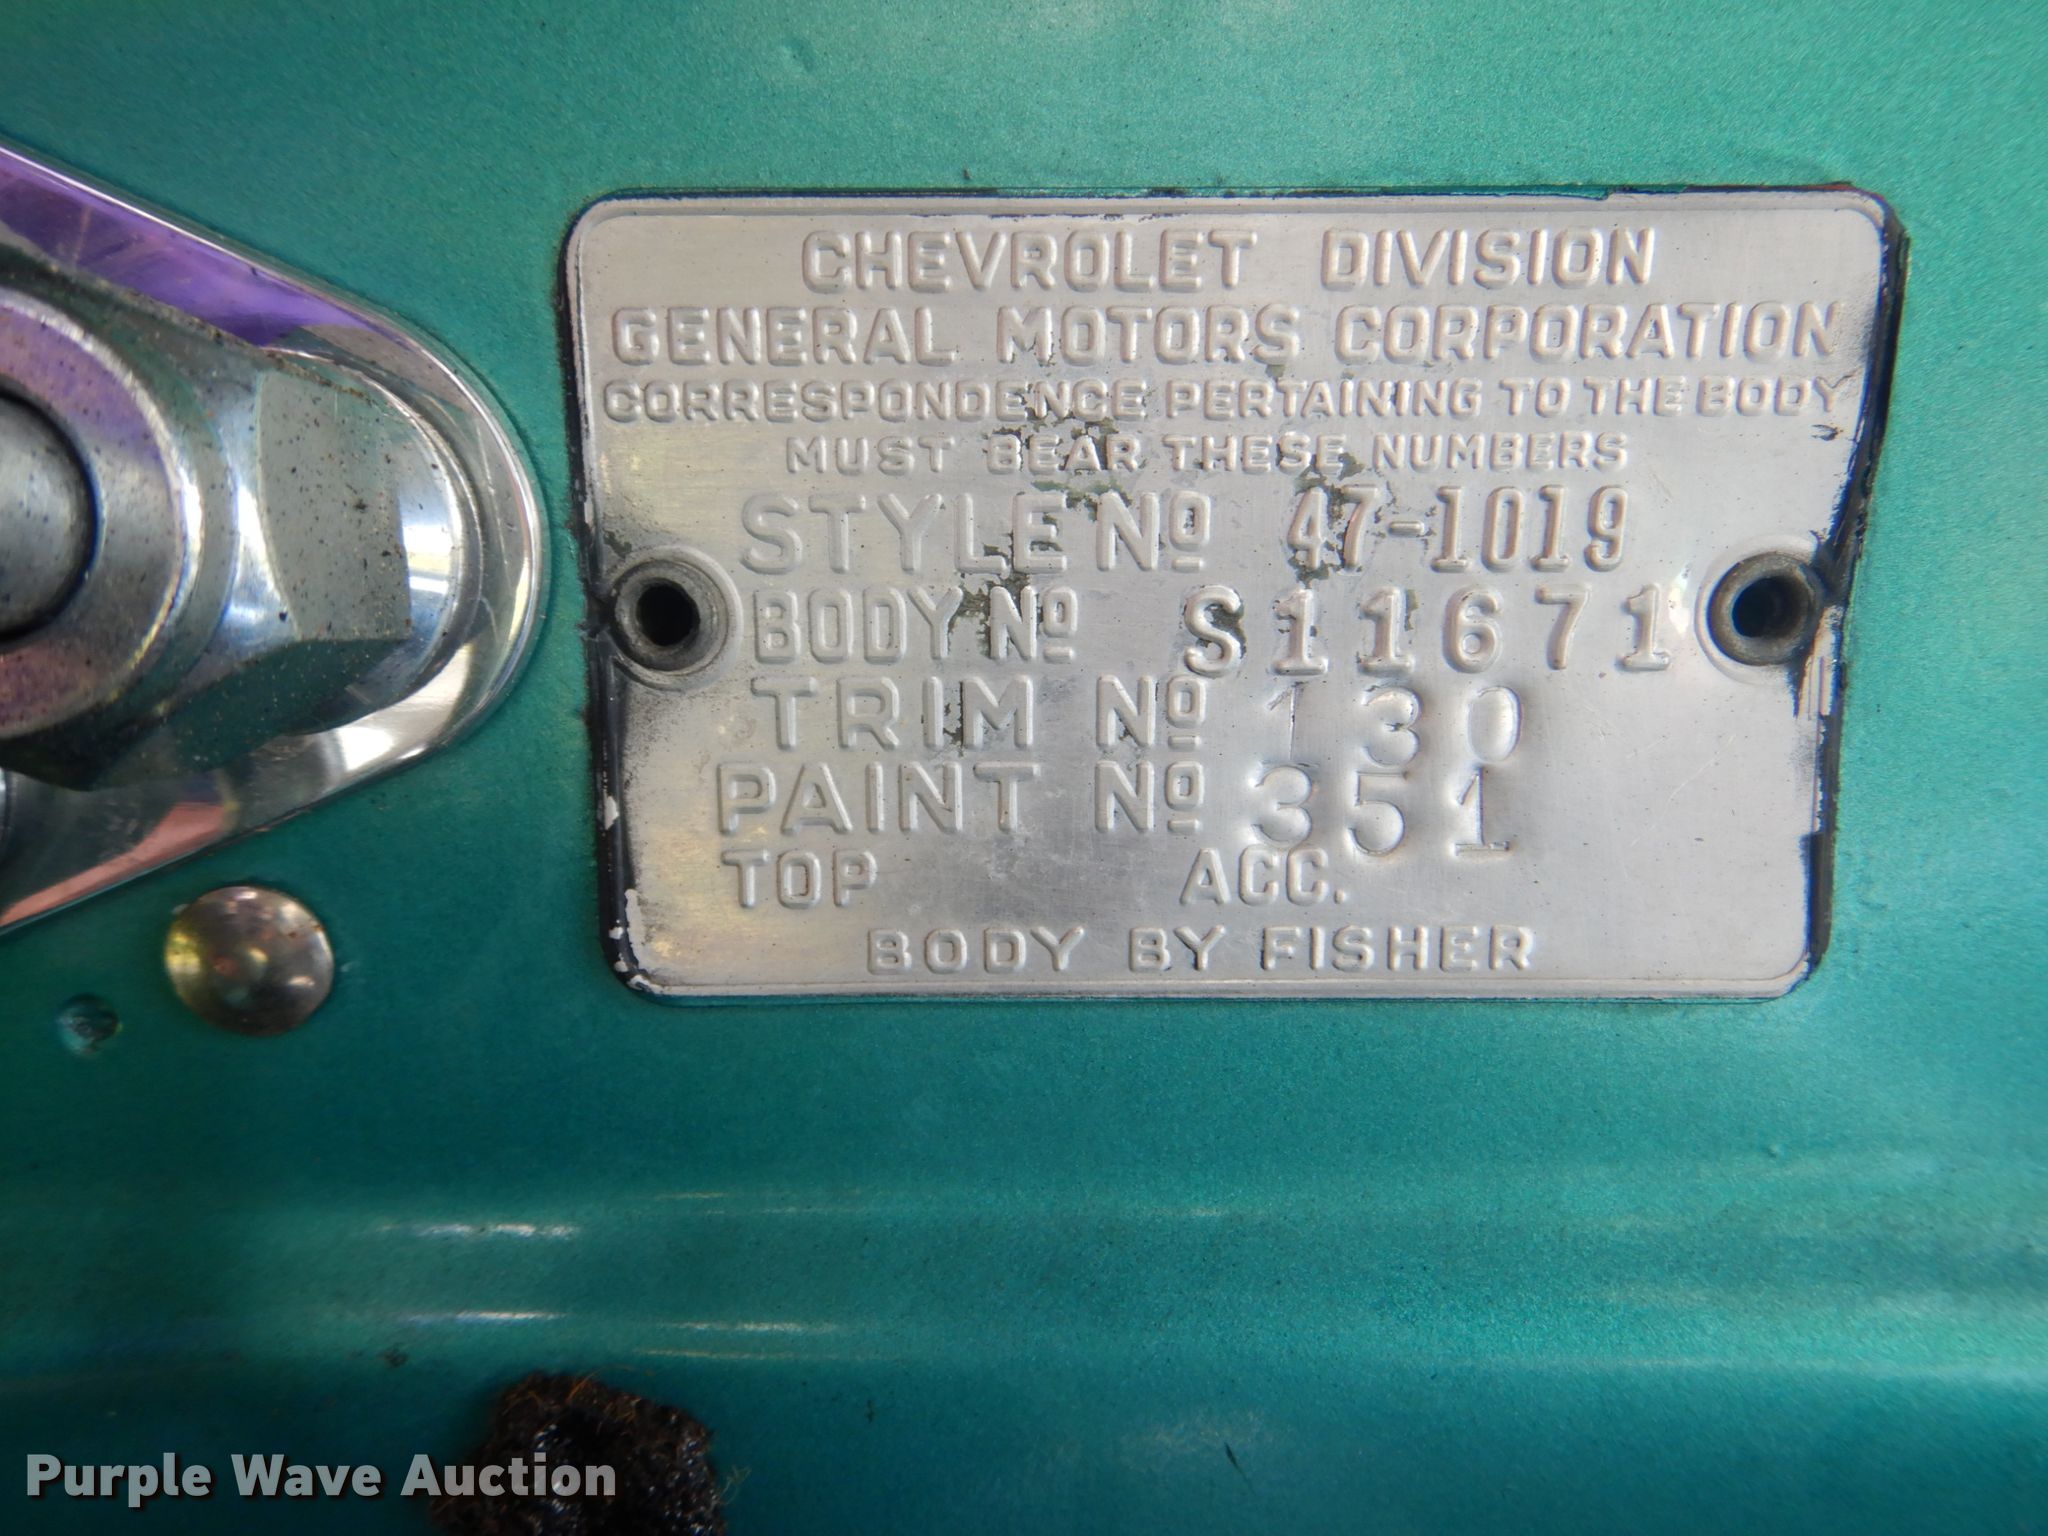 CHEVROLET DIVISION
GENERAL MOTORS CORPORATION
CORRESPONDENCE PERTAINING TO THE BODY
MUST BEAR THESE NUMBERS
STYLE Nº 47-1019
BODY Nº S11671
TRIM Nº 130
PAINT Nº 351
TOP ACC.
BODY BY FISHER
Purple Wave Auction